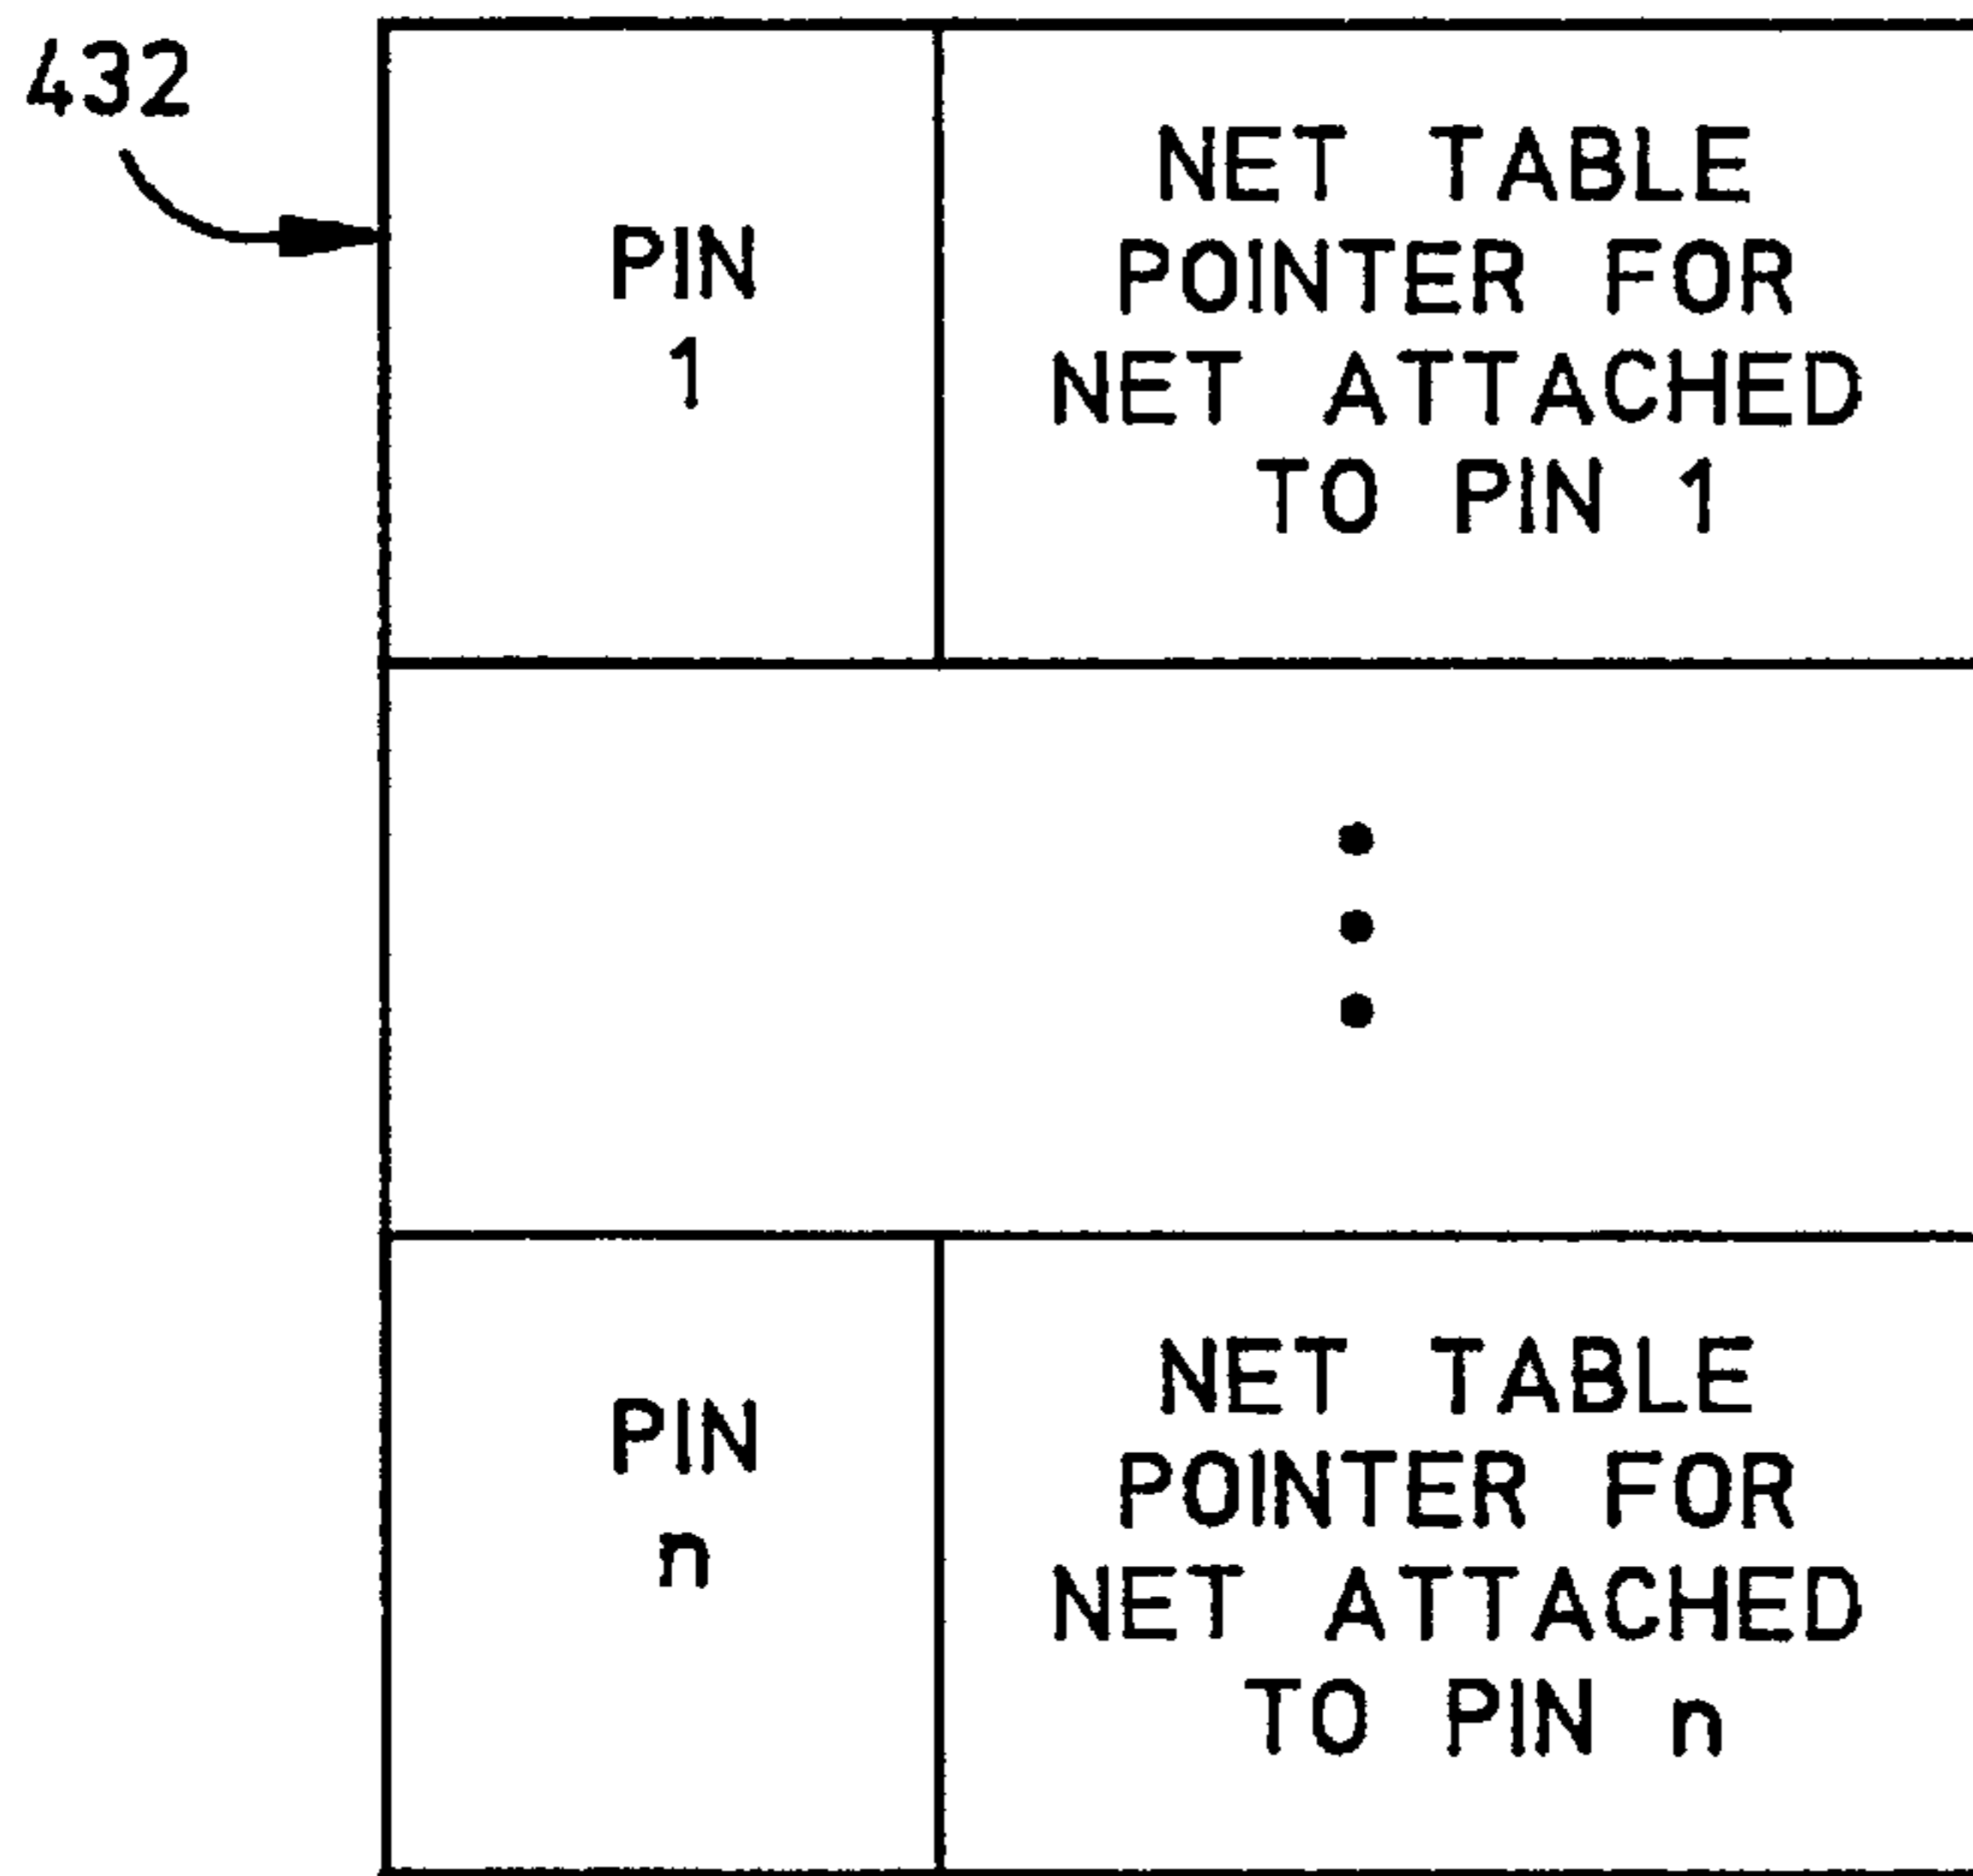 432
PIN
1
NET TABLE
POINTER FOR
NET ATTACHED
TO PIN 1
PIN
n
NET TABLE
POINTER FOR
NET ATTACHED
TO PIN n